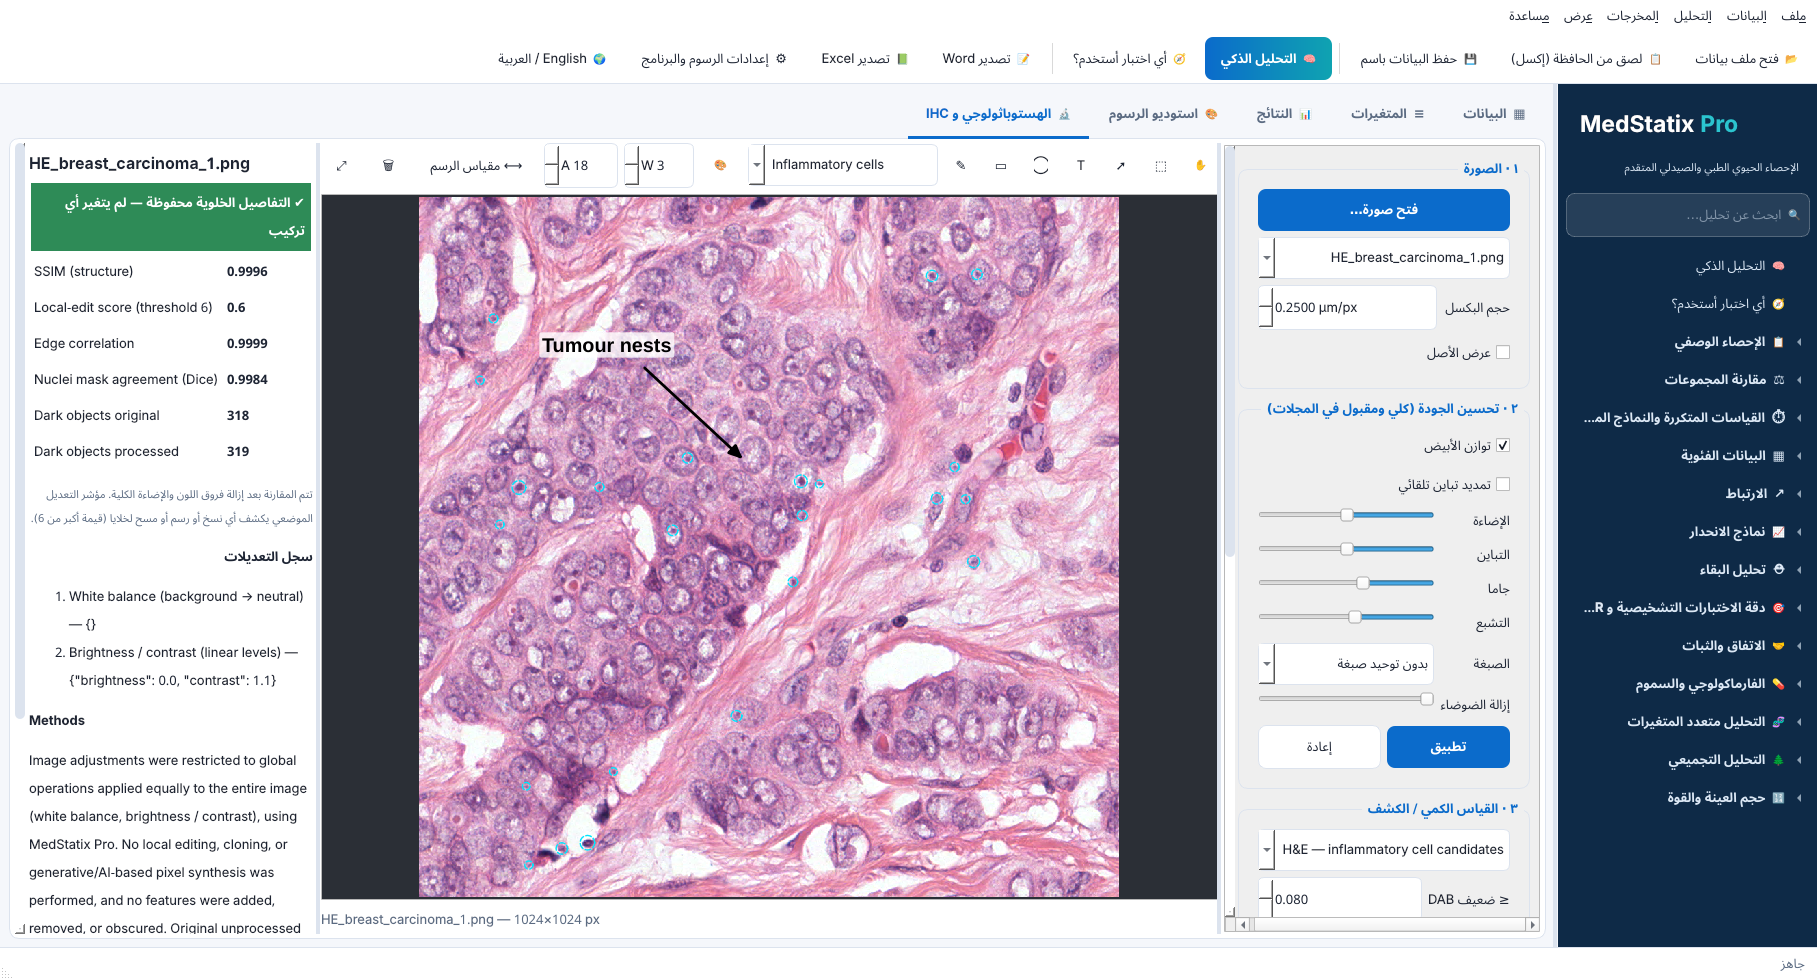 ملف البيانات التحليل المخرجات عرض مساعدة
فتح ملف بيانات لصق من الحافظة (إكسل) حفظ البيانات باسم التحليل الذكي أي اختبار أستخدم؟ تصدير Word تصدير Excel إعدادات الرسوم والبرنامج English / العربية
MedStatix Pro
الإحصاء الحيوي الطبي والصيدلي المتقدم
ابحث عن تحليل...
التحليل الذكي
أي اختبار أستخدم؟
الإحصاء الوصفي
مقارنة المجموعات
القياسات المتكررة والنماذج الم...
البيانات الفئوية
الارتباط
نماذج الانحدار
تحليل البقاء
دقة الاختبارات التشخيصية و R...
الاتفاق والثبات
الفارماكولوجي والسموم
التحليل متعدد المتغيرات
التحليل التجميعي
حجم العينة والقوة
البيانات المتغيرات النتائج استوديو الرسوم الهستوباثولوجي و IHC
١ · الصورة
فتح صورة...
HE_breast_carcinoma_1.png
حجم البكسل 0.2500 µm/px
عرض الأصل
٢ · تحسين الجودة (كلي ومقبول في المجلات)
توازن الأبيض
تمديد تباين تلقائي
الإضاءة
التباين
جاما
التشبع
الصبغة بدون توحيد صبغة
إزالة الضوضاء
تطبيق إعادة
٣ · القياس الكمي / الكشف
H&E — inflammatory cell candidates
≥ ضعيف DAB 0.080
T Inflammatory cells W 3 A 18 مقياس الرسم
Tumour nests
HE_breast_carcinoma_1.png — 1024×1024 px
HE_breast_carcinoma_1.png
✔ التفاصيل الخلوية محفوظة — لم يتغير أي
تركيب
SSIM (structure) 0.9996
Local-edit score (threshold 6) 0.6
Edge correlation 0.9999
Nuclei mask agreement (Dice) 0.9984
Dark objects original 318
Dark objects processed 319
تتم المقارنة بعد إزالة فروق اللون والإضاءة الكلية. مؤشر التعديل
الموضعي يكشف أي نسخ أو رسم أو مسح لخلايا (قيمة أكبر من 6).
سجل التعديلات
1. White balance (background → neutral)
— {}
2. Brightness / contrast (linear levels) —
{"brightness": 0.0, "contrast": 1.1}
Methods
Image adjustments were restricted to global
operations applied equally to the entire image
(white balance, brightness / contrast), using
MedStatix Pro. No local editing, cloning, or
generative/AI-based pixel synthesis was
performed, and no features were added,
removed, or obscured. Original unprocessed
جاهز